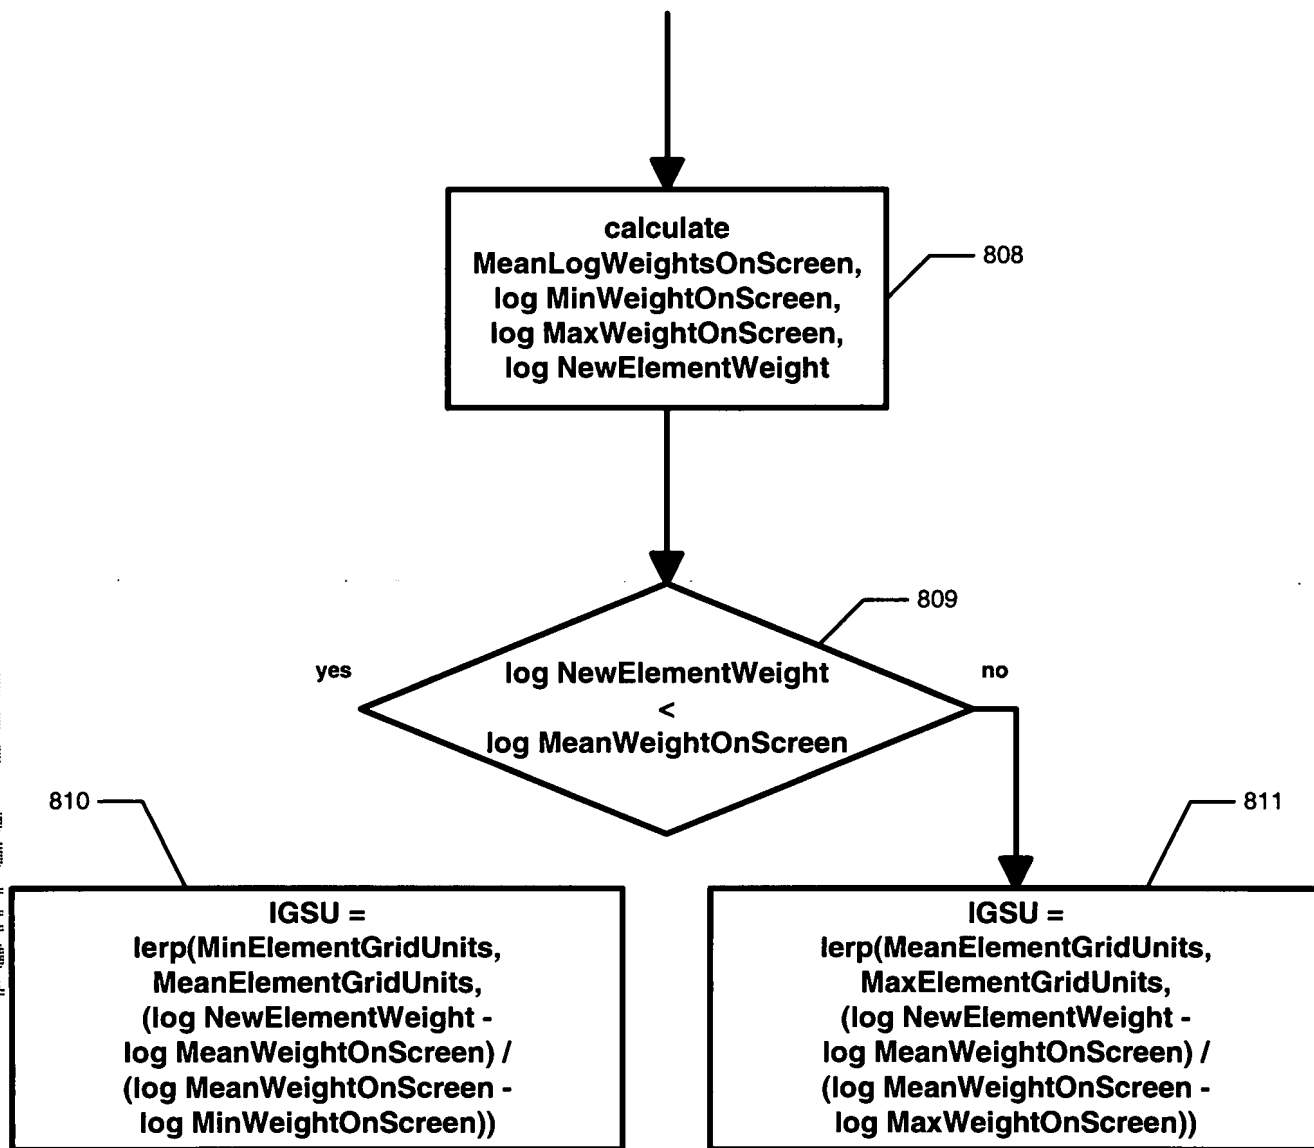 calculate
MeanLogWeightsOnScreen,
log MinWeightOnScreen,
log MaxWeightOnScreen,
log NewElementWeight
808
809
yes
log NewElementWeight
<
log MeanWeightOnScreen
no
810
811
IGSU =
lerp(MinElementGridUnits,
MeanElementGridUnits,
(log NewElementWeight -
log MeanWeightOnScreen) /
(log MeanWeightOnScreen -
log MinWeightOnScreen))
IGSU =
lerp(MeanElementGridUnits,
MaxElementGridUnits,
(log NewElementWeight -
log MeanWeightOnScreen) /
(log MeanWeightOnScreen -
log MaxWeightOnScreen))